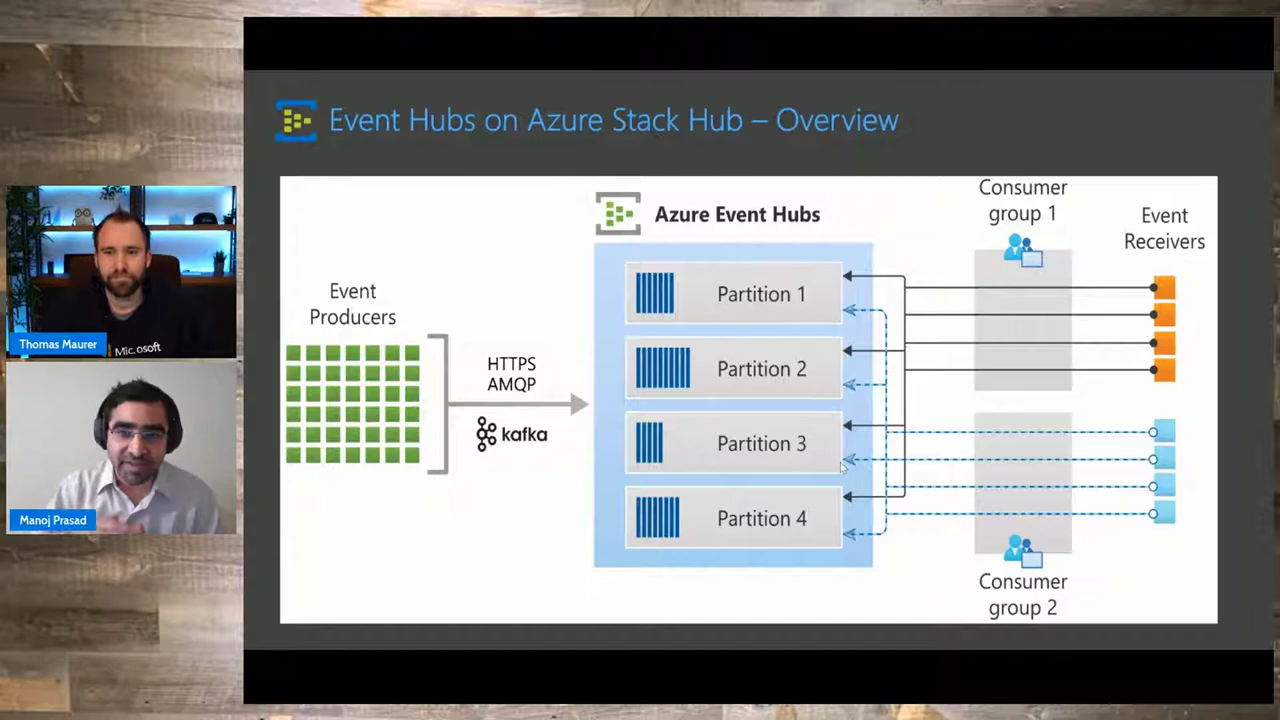 Event Hubs on Azure Stack Hub – Overview
Azure Event Hubs
Consumer
group 1
Event
Receivers
Event
Producers
HTTPS
AMQP
kafka
Partition 1
Partition 2
Partition 3
Partition 4
Consumer
group 2
Thomas Maurer
Microsoft
Manoj Prasad